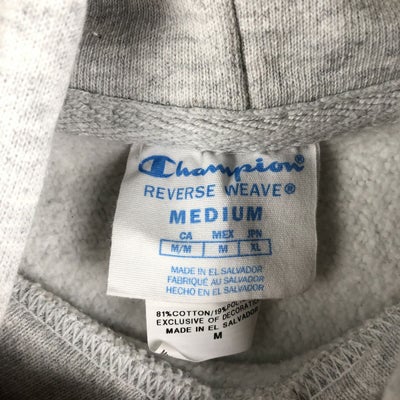 Champion
REVERSE WEAVE®
MEDIUM
CA MEX JPN
M/M M XL
MADE IN EL SALVADOR
FABRIQUÉ AU SALVADOR
HECHO EN EL SALVADOR
81% COTTON/19%
EXCLUSIVE OF DECORATION
MADE IN EL SALVADOR
M